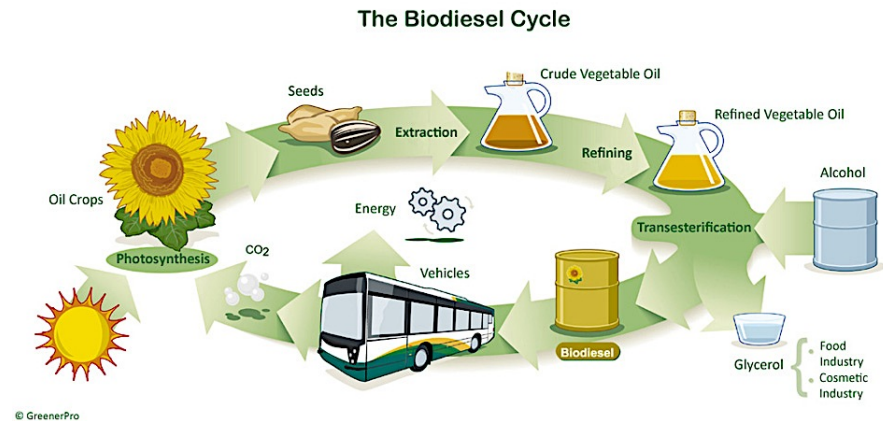 The Biodiesel Cycle
Seeds
Crude Vegetable Oil
Extraction
Refining
Refined Vegetable Oil
Alcohol
Oil Crops
Photosynthesis
Energy
CO2
Vehicles
Transesterification
Biodiesel
Glycerol
· Food
Industry
· Cosmetic
Industry
© GreenerPro